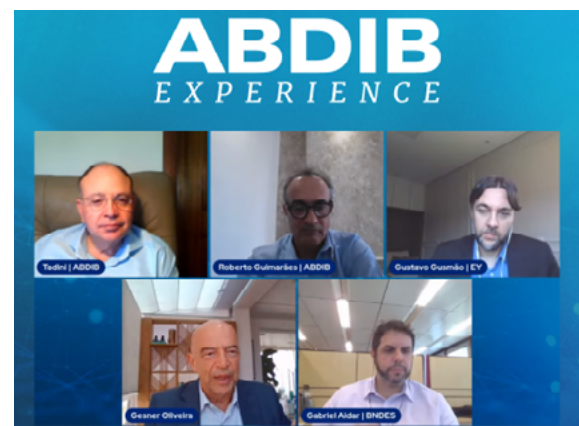 ABDIB
EXPERIENCE
Tadini | ABDIB
Roberto Guimarães | ABDIB
Gustavo Gusmão | EY
Gesner Oliveira
Gabriel Aidar | BNDES